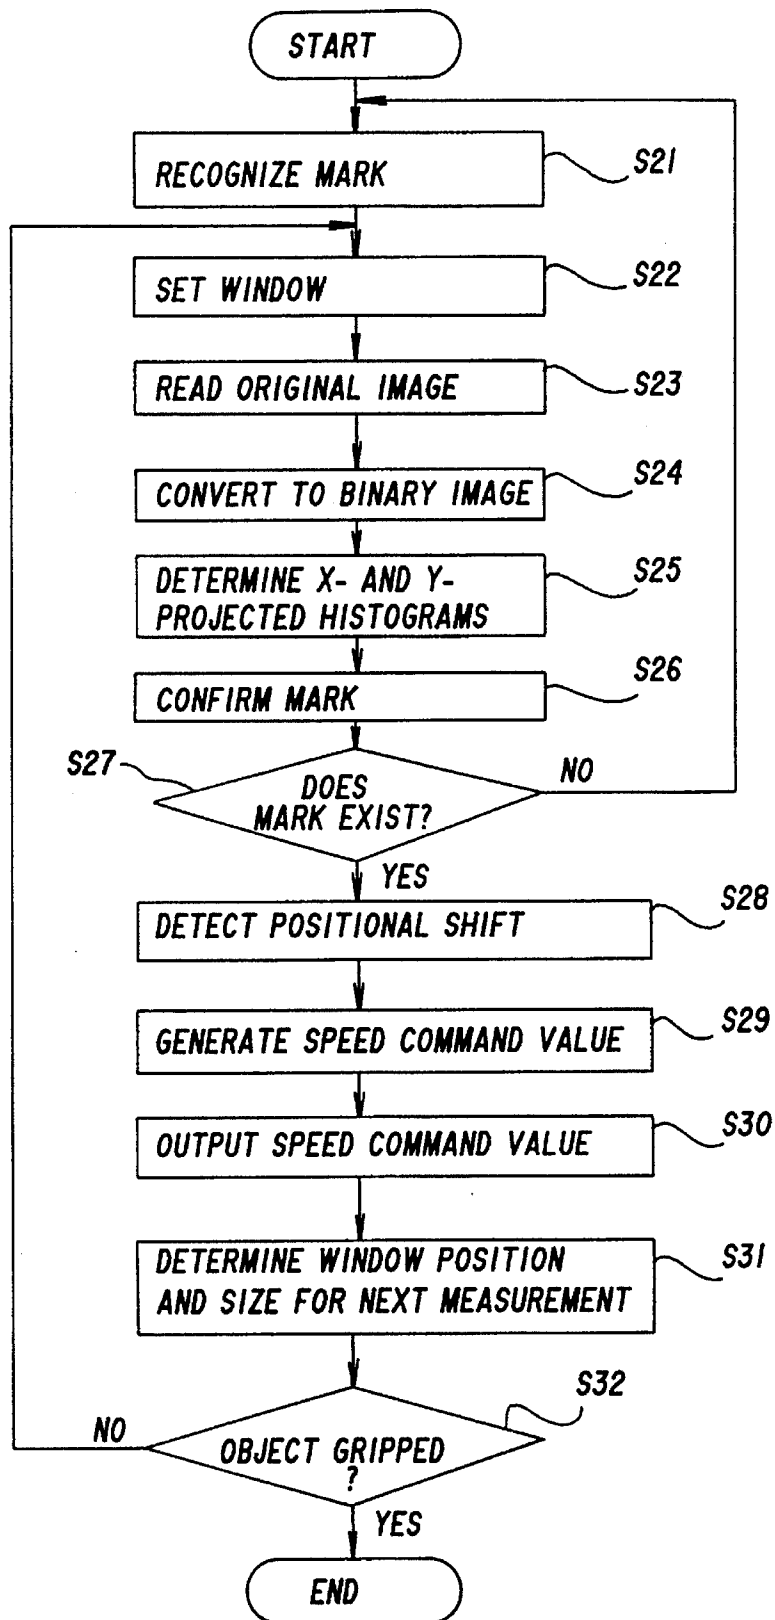 START
RECOGNIZE MARK
S21
SET WINDOW
S22
READ ORIGINAL IMAGE
S23
CONVERT TO BINARY IMAGE
S24
DETERMINE X- AND Y-
PROJECTED HISTOGRAMS
S25
CONFIRM MARK
S26
S27
DOES
MARK EXIST?
NO
YES
DETECT POSITIONAL SHIFT
S28
GENERATE SPEED COMMAND VALUE
S29
OUTPUT SPEED COMMAND VALUE
S30
DETERMINE WINDOW POSITION
AND SIZE FOR NEXT MEASUREMENT
S31
S32
NO
OBJECT GRIPPED
?
YES
END